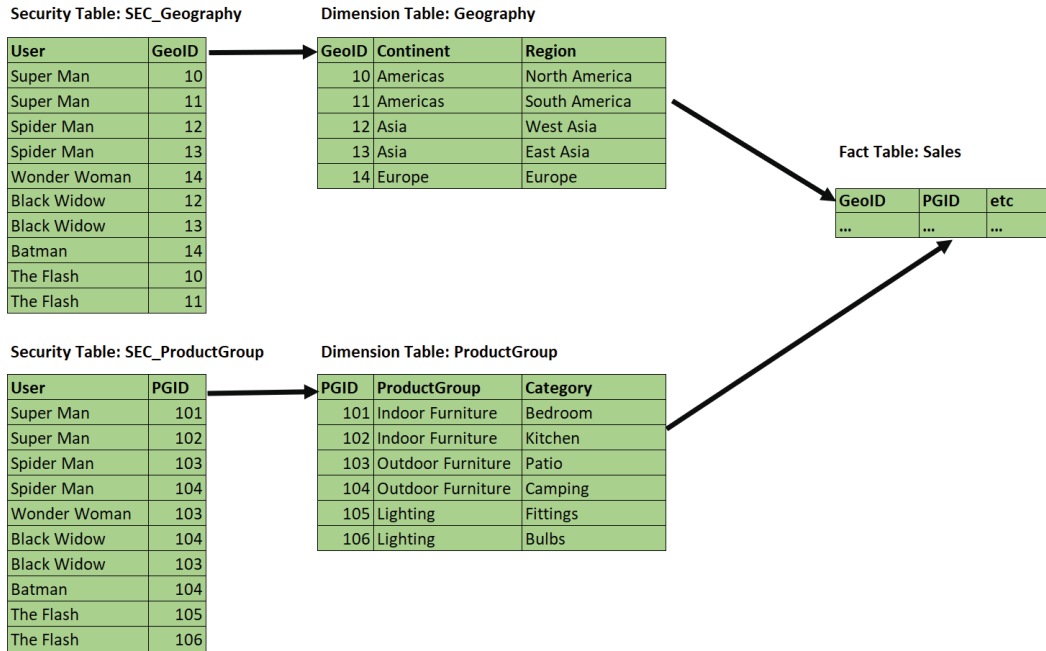 Security Table: SEC_Geography
User GeoID
Super Man 10
Super Man 11
Spider Man 12
Spider Man 13
Wonder Woman 14
Black Widow 12
Black Widow 13
Batman 14
The Flash 10
The Flash 11
Dimension Table: Geography
GeoID Continent Region
10 Americas North America
11 Americas South America
12 Asia West Asia
13 Asia East Asia
14 Europe Europe
Fact Table: Sales
GeoID PGID etc
... ... ...
Security Table: SEC_ProductGroup
User PGID
Super Man 101
Super Man 102
Spider Man 103
Spider Man 104
Wonder Woman 103
Black Widow 104
Black Widow 103
Batman 104
The Flash 105
The Flash 106
Dimension Table: ProductGroup
PGID ProductGroup Category
101 Indoor Furniture Bedroom
102 Indoor Furniture Kitchen
103 Outdoor Furniture Patio
104 Outdoor Furniture Camping
105 Lighting Fittings
106 Lighting Bulbs